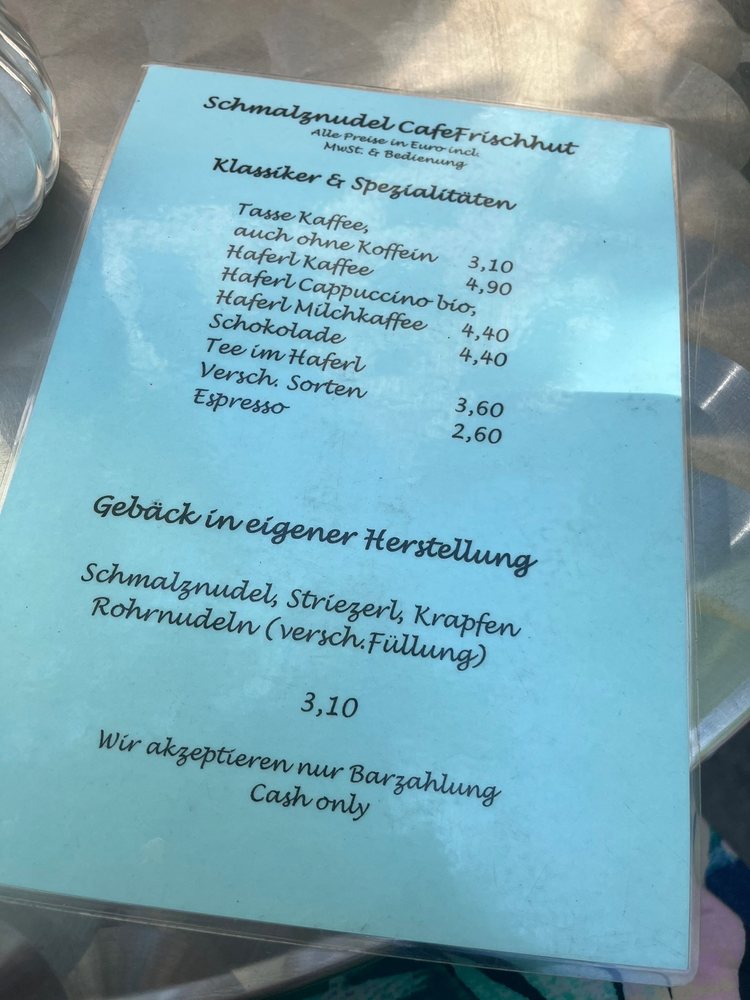 Schmalznudel CafeFrischhut
Alle Preise in Euro incl.
MwSt. & Bedienung
Klassiker & Spezialitäten
Tasse Kaffee,
auch ohne Koffein 3,10
Haferl Kaffee 4,90
Haferl Cappuccino bio,
Haferl Milchkaffee 4,40
Schokolade 4,40
Tee im Haferl
Versch. Sorten 3,60
Espresso 2,60
Gebäck in eigener Herstellung
Schmalznudel, Striezerl, Krapfen
Rohrnudeln (versch.Füllung)
3,10
Wir akzeptieren nur Barzahlung
Cash only